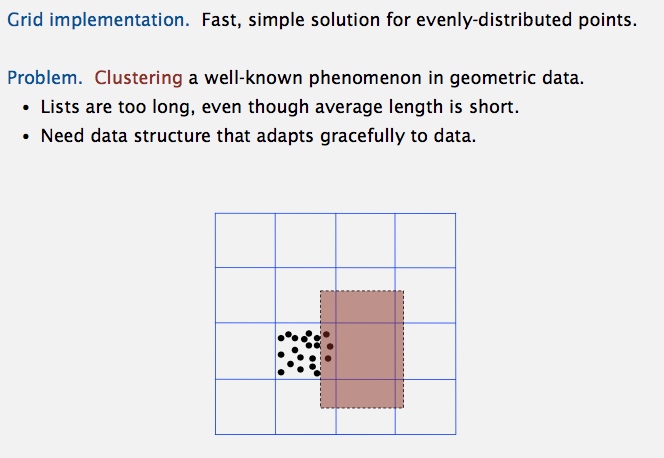 Grid implementation. Fast, simple solution for evenly-distributed points.
Problem. Clustering a well-known phenomenon in geometric data.
• Lists are too long, even though average length is short.
• Need data structure that adapts gracefully to data.